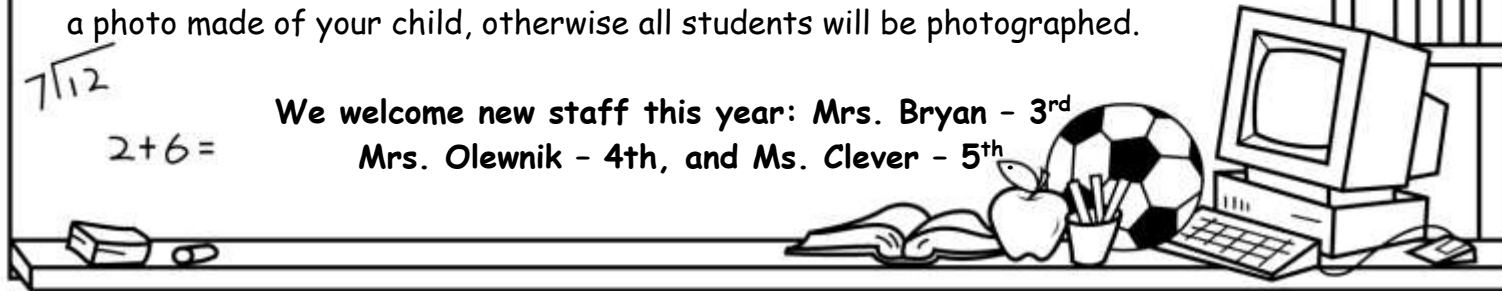 a photo made of your child, otherwise all students will be photographed.
7)12
We welcome new staff this year: Mrs. Bryan – 3rd
2+6=
Mrs. Olewnik – 4th, and Ms. Clever – 5th